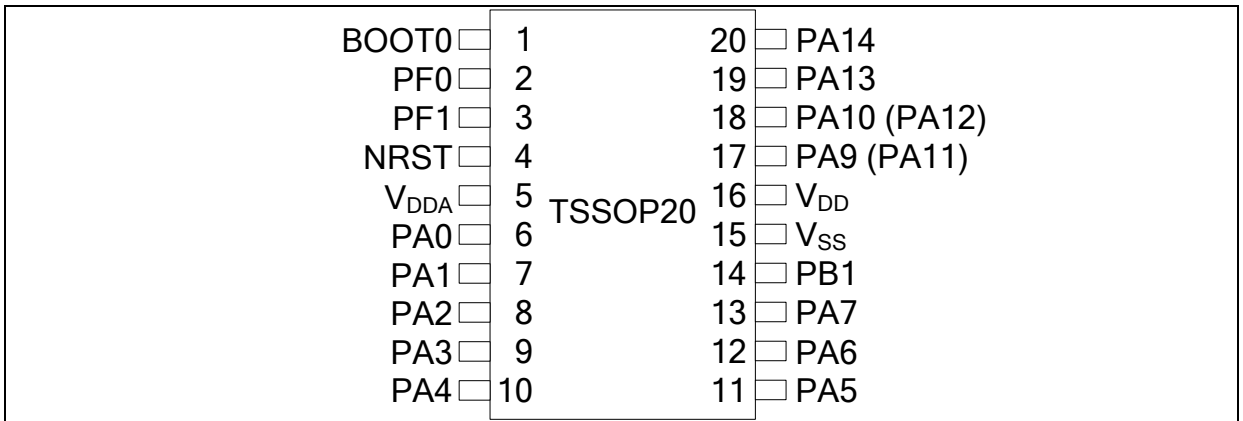 BOOT0 1 20 PA14
PF0 2 19 PA13
PF1 3 18 PA10 (PA12)
NRST 4 17 PA9 (PA11)
VDDA 5 16 VDD
TSSOP20
PA0 6 15 VSS
PA1 7 14 PB1
PA2 8 13 PA7
PA3 9 12 PA6
PA4 10 11 PA5